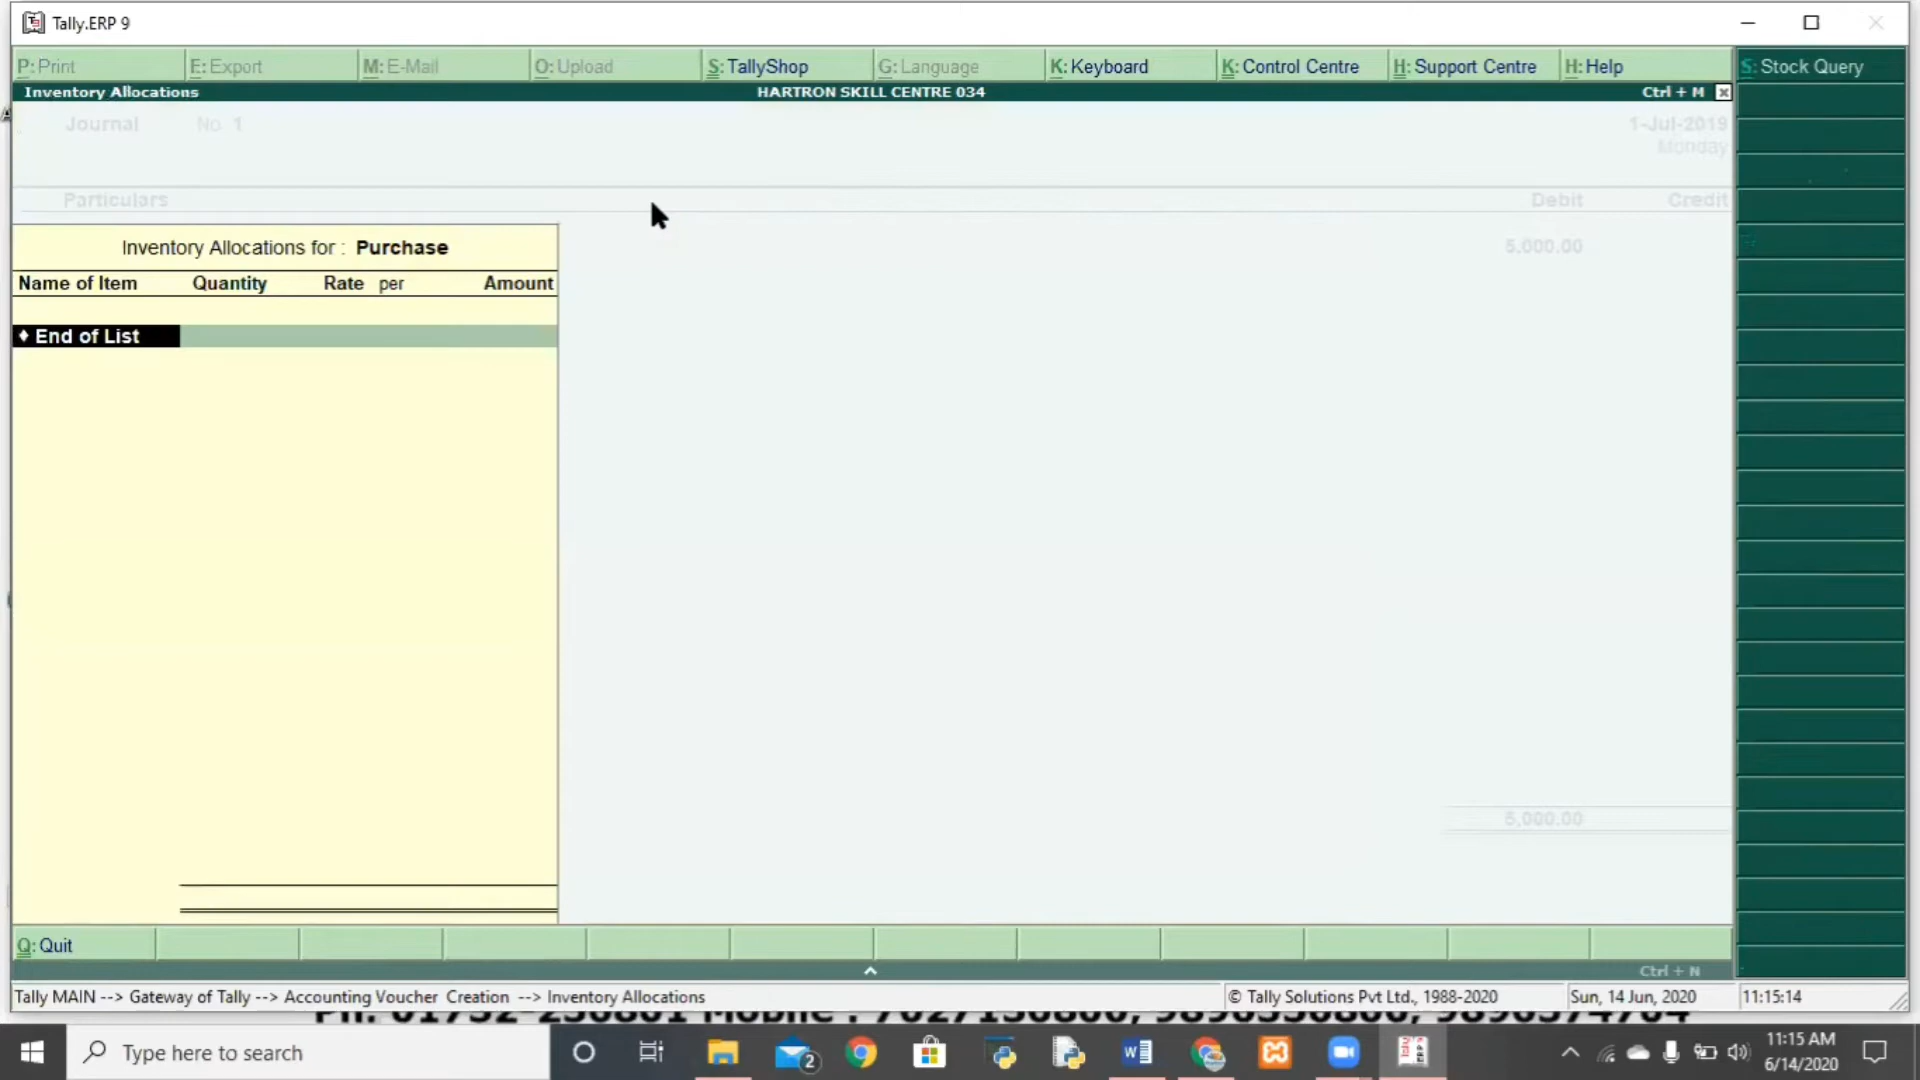 Tally.ERP 9
P: Print E: Export M: E-Mail O: Upload S: TallyShop G: Language K: Keyboard K: Control Centre H: Support Centre H: Help S: Stock Query
Inventory Allocations HARTRON SKILL CENTRE 034 Ctrl + M
Journal No. 1 1-Jul-2019
Monday
Particulars Debit Credit
5,000.00
Inventory Allocations for : Purchase
Name of Item Quantity Rate per Amount
♦ End of List
5,000.00
Q: Quit
Ctrl + N
Tally MAIN --> Gateway of Tally --> Accounting Voucher Creation --> Inventory Allocations © Tally Solutions Pvt Ltd., 1988-2020 Sun, 14 Jun, 2020 11:15:14
Type here to search 2 11:15 AM
6/14/2020